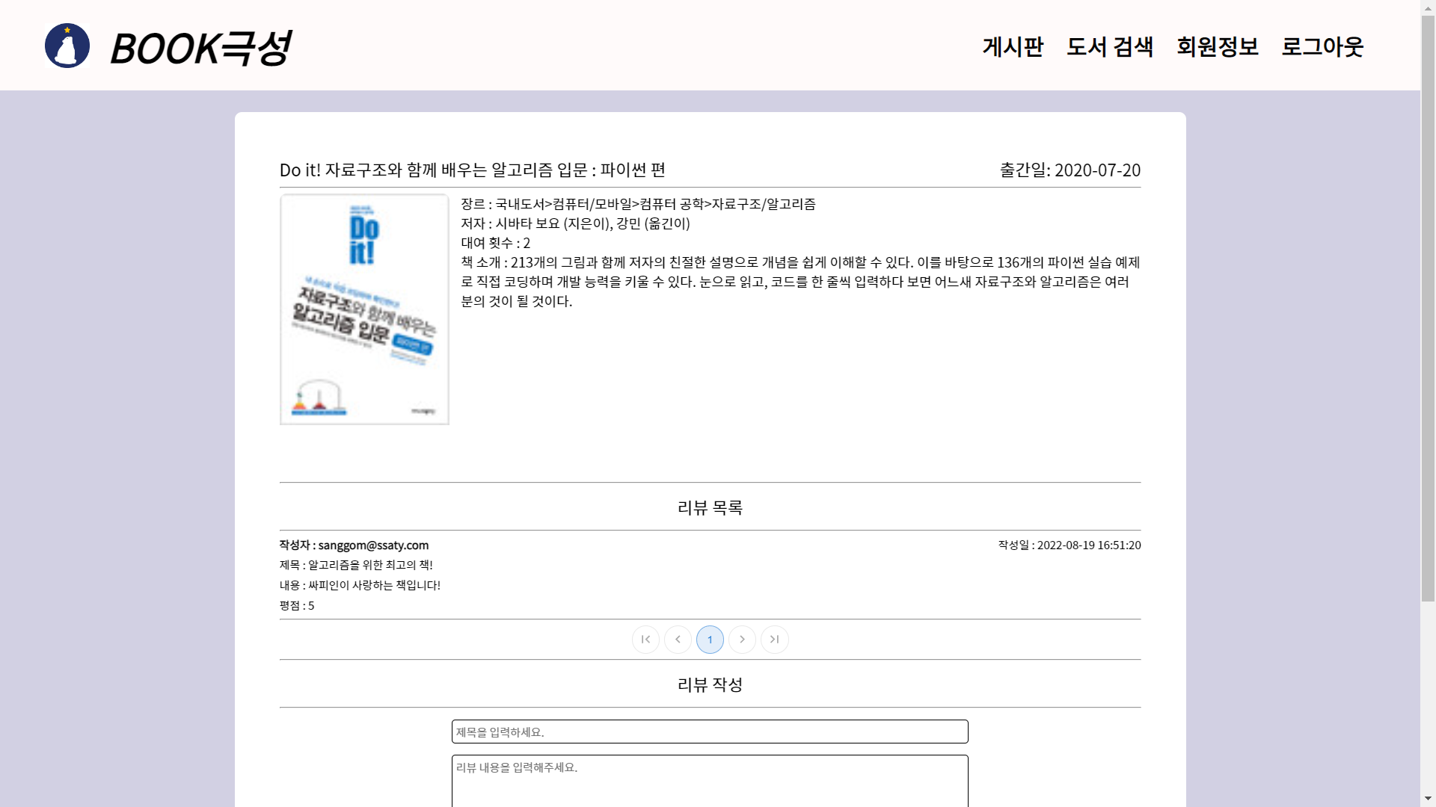 BOOK극성
게시판 도서 검색 회원정보 로그아웃
Do it! 자료구조와 함께 배우는 알고리즘 입문 : 파이썬 편
출간일: 2020-07-20
Do
it!
자료구조와 함께 배우는
알고리즘 입문 파이썬 편
장르 : 국내도서>컴퓨터/모바일>컴퓨터 공학>자료구조/알고리즘
저자 : 시바타 보요 (지은이), 강민 (옮긴이)
대여 횟수 : 2
책 소개 : 213개의 그림과 함께 저자의 친절한 설명으로 개념을 쉽게 이해할 수 있다. 이를 바탕으로 136개의 파이썬 실습 예제
로 직접 코딩하며 개발 능력을 키울 수 있다. 눈으로 읽고, 코드를 한 줄씩 입력하다 보면 어느새 자료구조와 알고리즘은 여러
분의 것이 될 것이다.
리뷰 목록
작성자 : sanggom@ssaty.com
작성일 : 2022-08-19 16:51:20
제목 : 알고리즘을 위한 최고의 책!
내용 : 싸피인이 사랑하는 책입니다!
평점 : 5
1
리뷰 작성
제목을 입력하세요.
리뷰 내용을 입력해주세요.